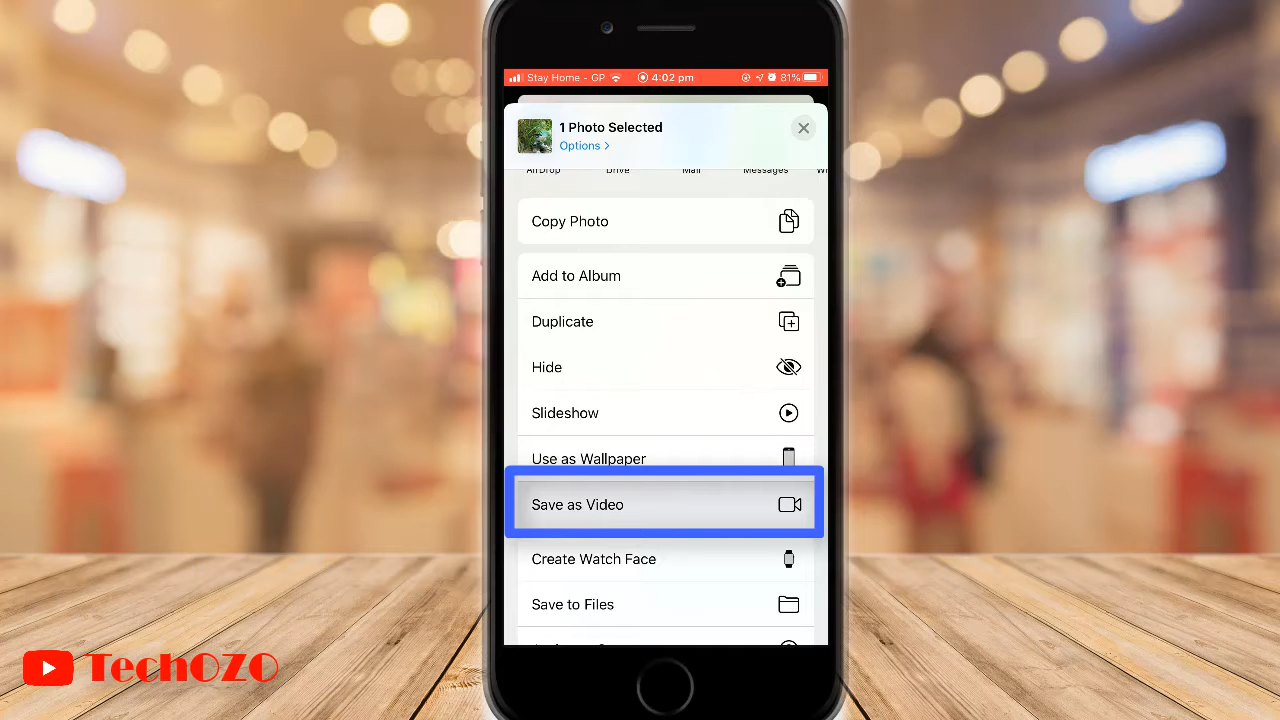 Stay Home - GP 4:02 pm 81%
1 Photo Selected
Options >
AirDrop Drive Mail Messages
Copy Photo
Add to Album
Duplicate
Hide
Slideshow
Use as Wallpaper
Save as Video
Create Watch Face
Save to Files
TechOZO